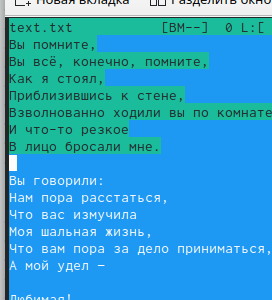 Новая вкладка Разделить окно
text.txt [BM--] 0 L:[
Вы помните,
Вы всё, конечно, помните,
Как я стоял,
Приблизившись к стене,
Взволнованно ходили вы по комнате
И что-то резкое
В лицо бросали мне.
Вы говорили:
Нам пора расстаться,
Что вас измучила
Моя шальная жизнь,
Что вам пора за дело приниматься,
А мой удел —
Любимая!